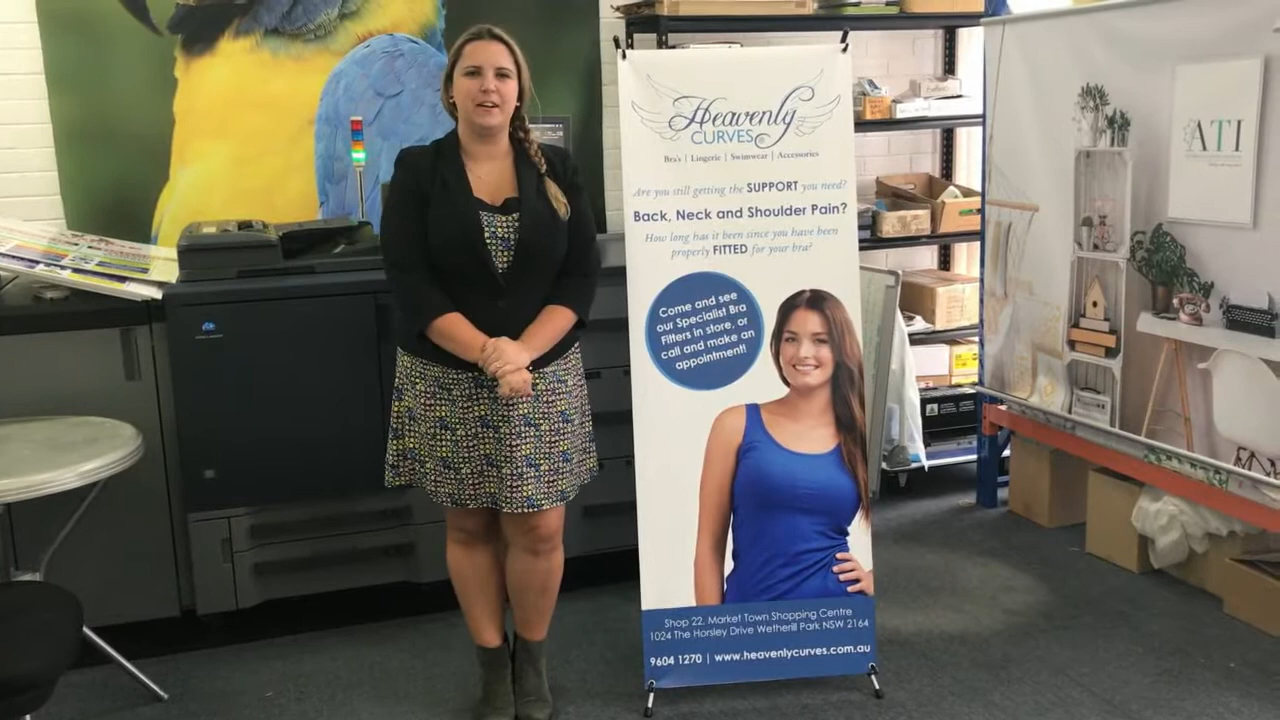 Heavenly
CURVES
Bra's | Lingerie | Swimwear | Accessories
Are you still getting the SUPPORT you need?
Back, Neck and Shoulder Pain?
How long has it been since you have been
properly FITTED for your bra?
Come and see
our Specialist Bra
Fitters in store, or
call and make an
appointment!
Shop 22, Market Town Shopping Centre
1024 The Horsley Drive Wetherill Park NSW 2164
9604 1270 | www.heavenlycurves.com.au
ATI